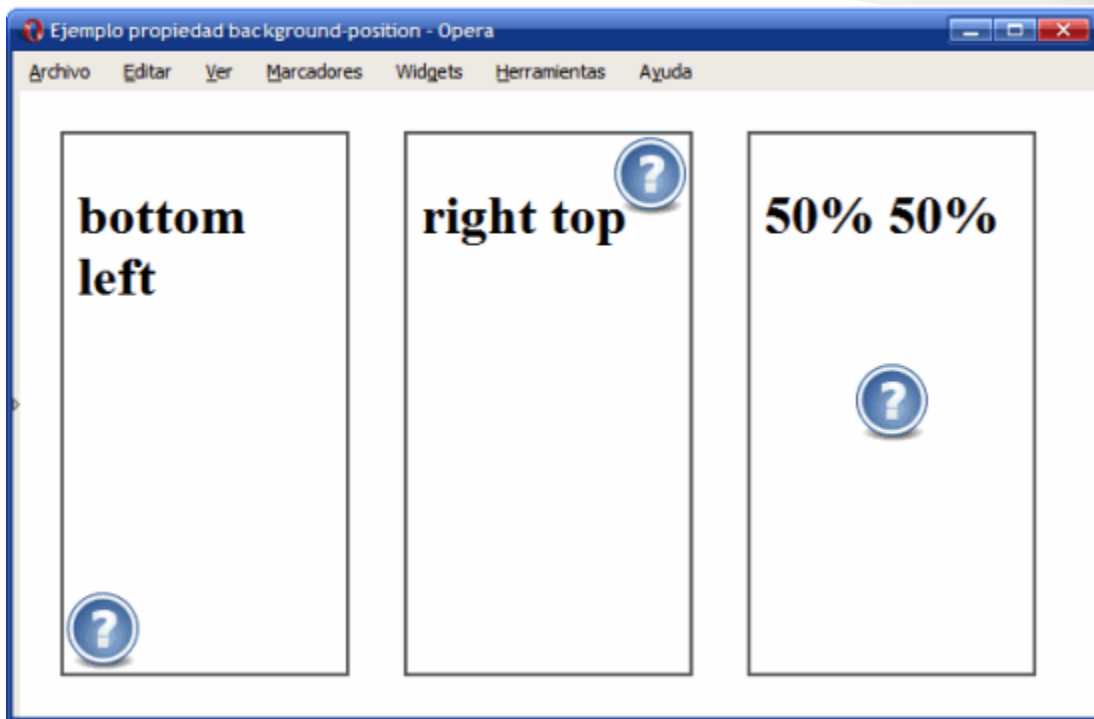 Ejemplo propiedad background-position - Opera
Archivo Editar Ver Marcadores Widgets Herramientas Ayuda
bottom
left
?
right top
?
50% 50%
?